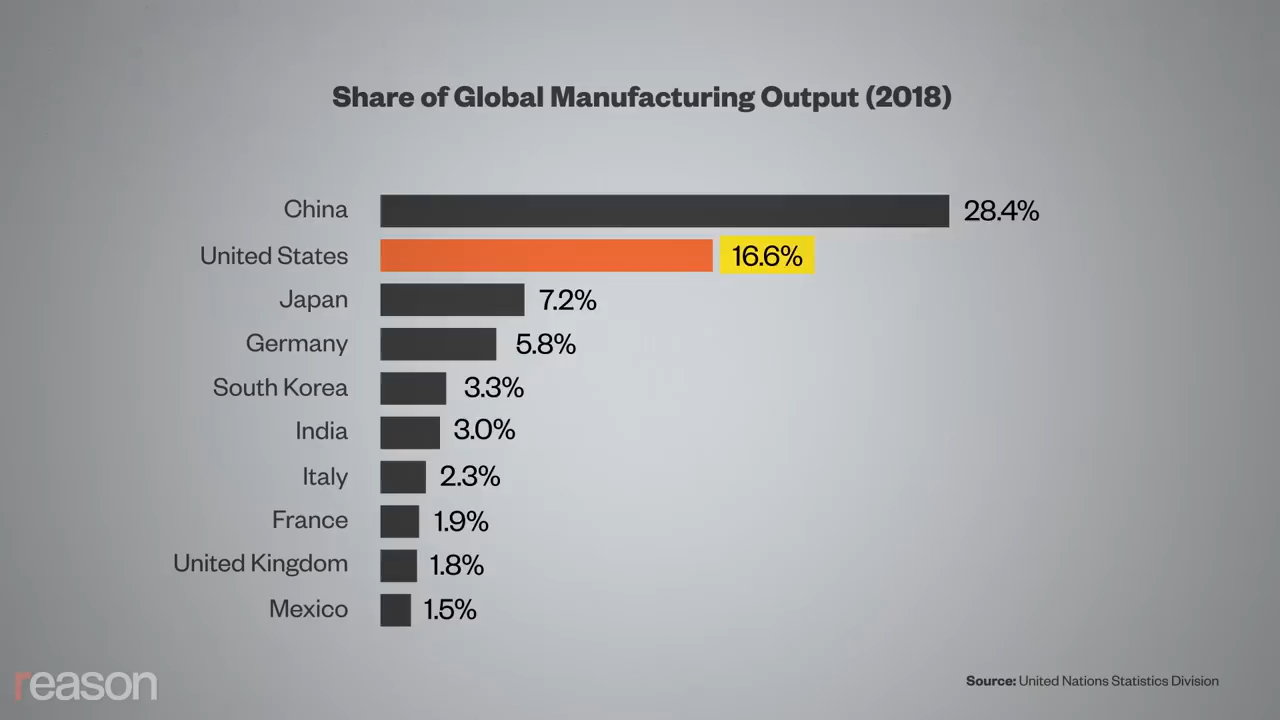 Share of Global Manufacturing Output (2018)
China 28.4%
United States 16.6%
Japan 7.2%
Germany 5.8%
South Korea 3.3%
India 3.0%
Italy 2.3%
France 1.9%
United Kingdom 1.8%
Mexico 1.5%
reason
Source: United Nations Statistics Division